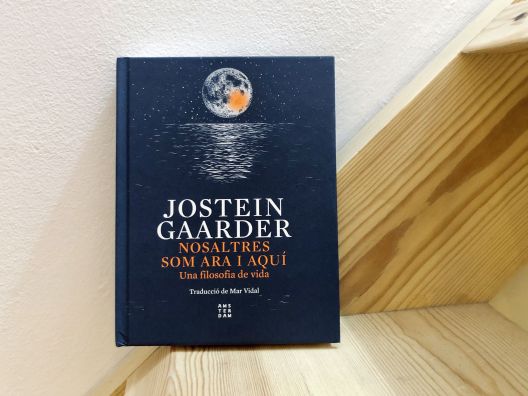 JOSTEIN
GAARDER
NOSALTRES
SOM ARA I AQUÍ
Una filosofia de vida
Traducció de Mar Vidal
AMS
TER
DAM